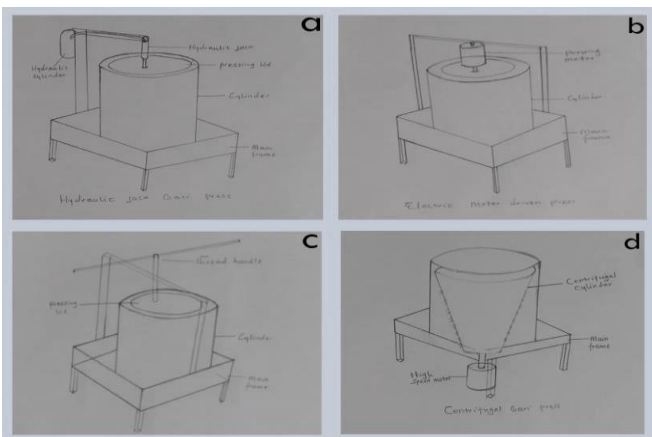 a
Hydraulic Jack
pressing lid
Hydraulic
cylinder
Cylinder
Main
frame
Hydraulic Jack Gari press
b
pressing
motor
Cylinder
Main
frame
Electric Motor driven press
c
Thread handle
pressing
lid
Cylinder
Main
frame
d
Centrifugal
Cylinder
Main
frame
High
Speed motor
Centrifugal Gari press